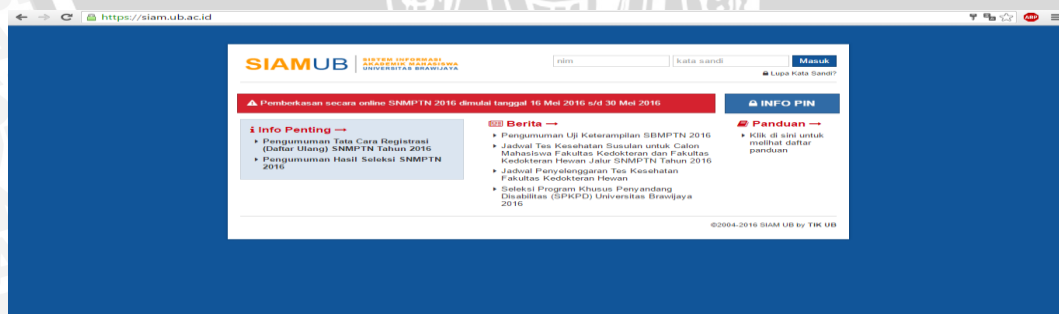 https://siam.ub.ac.id
ABP
SIAMUB
SISTEM INFORMASI
AKADEMIK MAHASISWA
UNIVERSITAS BRAWIJAYA
nim
kata sandi
Masuk
Lupa Kata Sandi?
Pemberkasan secara online SNMPTN 2016 dimulai tanggal 16 Mei 2016 s/d 30 Mei 2016
INFO PIN
Info Penting →
Pengumuman Tata Cara Registrasi
(Daftar Ulang) SNMPTN Tahun 2016
Pengumuman Hasil Seleksi SNMPTN
2016
Berita →
Pengumuman Uji Keterampilan SBMPTN 2016
Jadwal Tes Kesehatan Susulan untuk Calon
Mahasiswa Fakultas Kedokteran dan Fakultas
Kedokteran Hewan Jalur SNMPTN Tahun 2016
Jadwal Penyelenggaran Tes Kesehatan
Fakultas Kedokteran Hewan
Seleksi Program Khusus Penyandang
Disabilitas (SPKPD) Universitas Brawijaya
2016
Panduan →
Klik di sini untuk
melihat daftar
panduan
©2004-2016 SIAM UB by TIK UB